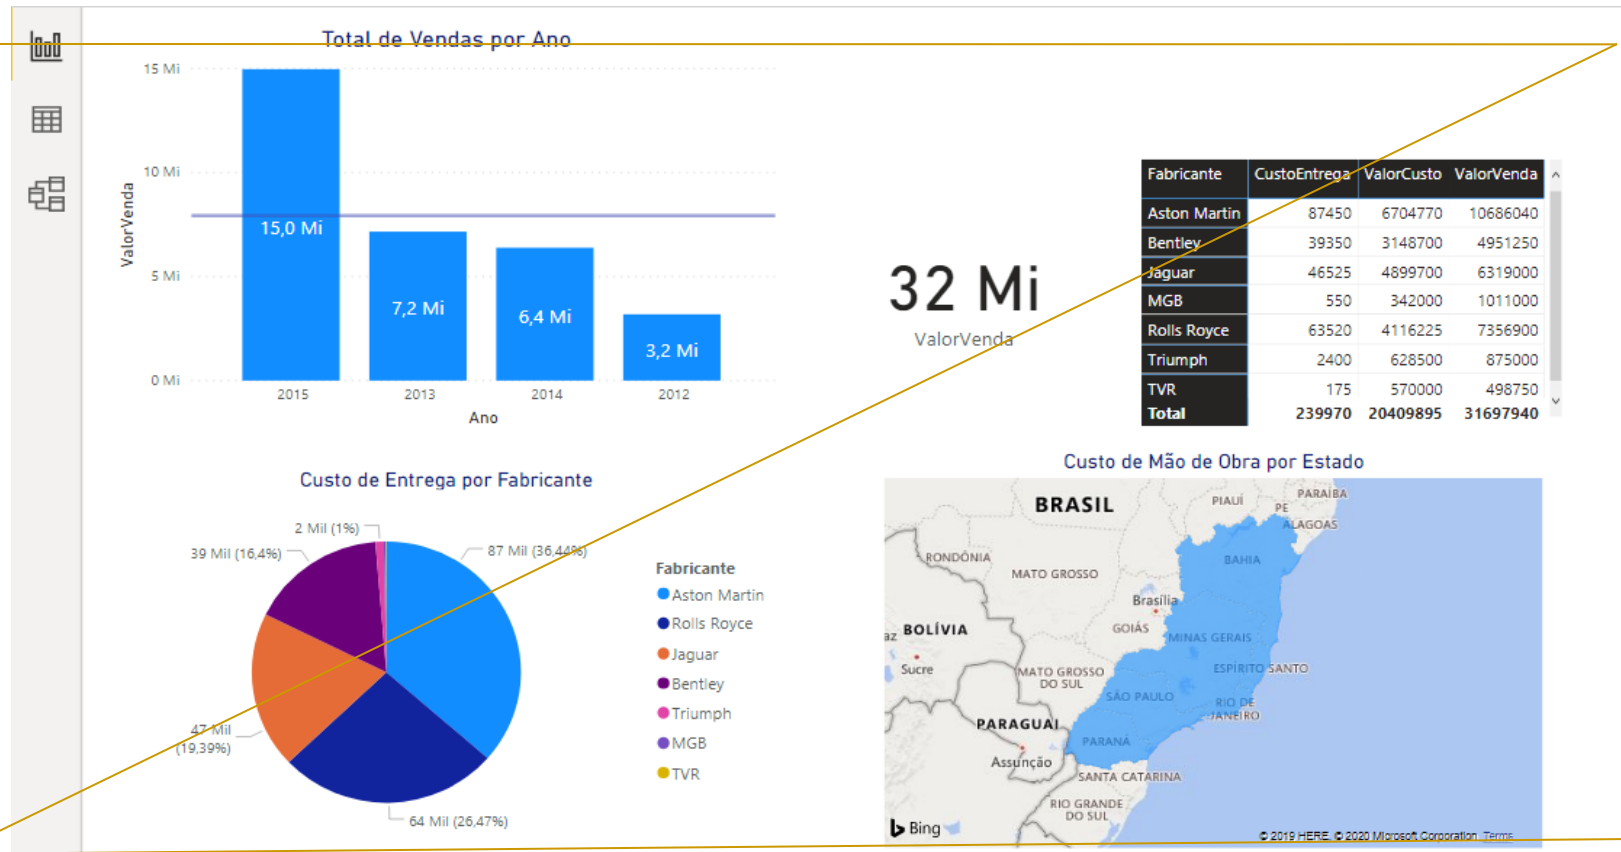 Total de Vendas por Ano
15 Mi
10 Mi
5 Mi
0 Mi
ValorVenda
15,0 Mi
7,2 Mi
6,4 Mi
3,2 Mi
2015 2013 2014 2012
Ano
32 Mi
ValorVenda
Fabricante CustoEntrega ValorCusto ValorVenda
Aston Martin 87450 6704770 10686040
Bentley 39350 3148700 4951250
Jaguar 46525 4899700 6319000
MGB 550 342000 1011000
Rolls Royce 63520 4116225 7356900
Triumph 2400 628500 875000
TVR 175 570000 498750
Total 239970 20409895 31697940
Custo de Entrega por Fabricante
2 Mil (1%)
39 Mil (16,4%)
87 Mil (36,44%)
47 Mil
(19,39%)
64 Mil (26,47%)
Fabricante
Aston Martin
Rolls Royce
Jaguar
Bentley
Triumph
MGB
TVR
Custo de Mão de Obra por Estado
BRASIL
PIAUÍ
PARAÍBA
PE
ALAGOAS
RONDÔNIA
MATO GROSSO
BAHIA
Brasília
GOIÁS
az BOLÍVIA
MINAS GERAIS
Sucre
MATO GROSSO
DO SUL
ESPÍRITO SANTO
SÃO PAULO
RIO DE
JANEIRO
PARAGUAI
PARANÁ
Assunção
SANTA CATARINA
RIO GRANDE
DO SUL
Bing
© 2019 HERE, © 2020 Microsoft Corporation Terms